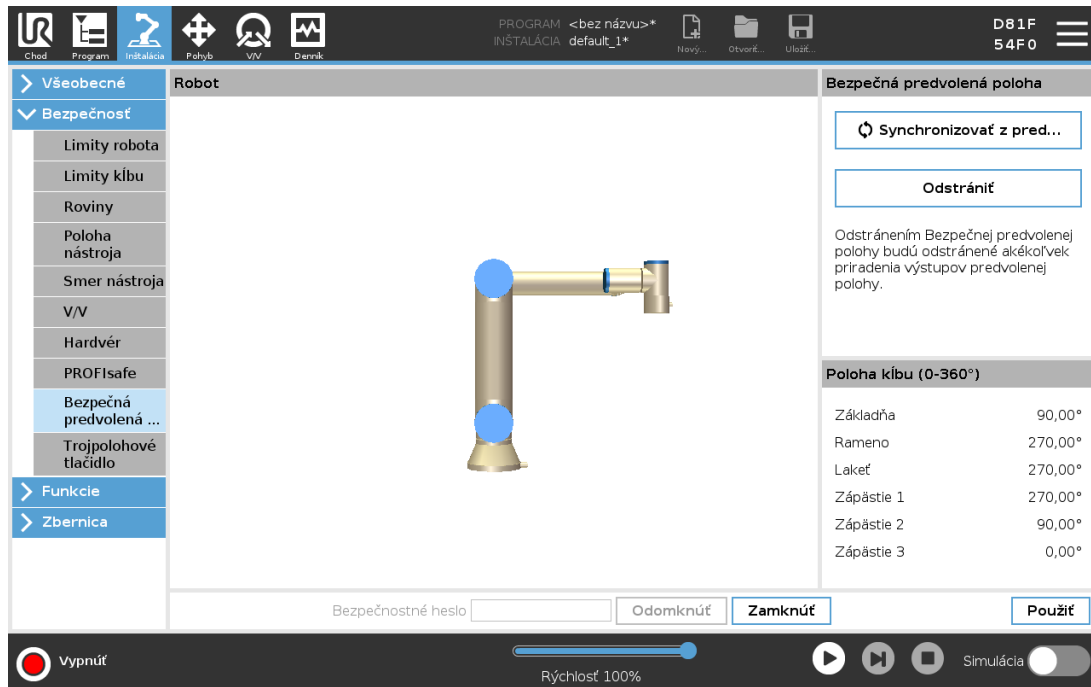 PROGRAM <bez názvu>*
INŠTALÁCIA default_1*
D81F
54F0
UR
Chod
Program
Inštalácia
Pohyb
V/V
Denník
Nový...
Otvoriť...
Uložiť...
Všeobecné
Bezpečnosť
Limity robota
Limity kĺbu
Roviny
Poloha
nástroja
Smer nástroja
V/V
Hardvér
PROFIsafe
Bezpečná
predvolená ...
Trojpolohové
tlačidlo
Funkcie
Zbernica
Robot
Bezpečná predvolená poloha
Synchronizovať z pred...
Odstrániť
Odstránením Bezpečnej predvolenej
polohy budú odstránené akékoľvek
priradenia výstupov predvolenej
polohy.
Poloha kĺbu (0-360°)
Základňa 90,00°
Rameno 270,00°
Lakeť 270,00°
Zápästie 1 270,00°
Zápästie 2 90,00°
Zápästie 3 0,00°
Bezpečnostné heslo
Odomknúť
Zamknúť
Použiť
Vypnúť
Rýchlosť 100%
Simulácia